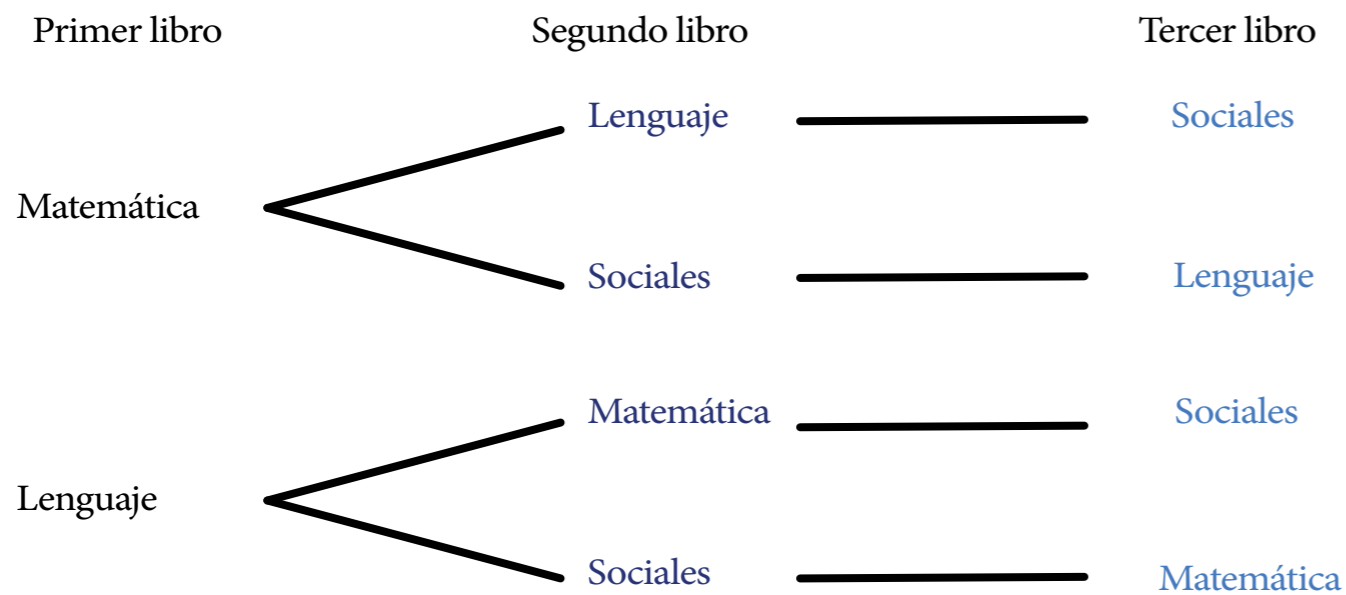 Primer libro Segundo libro Tercer libro
Lenguaje Sociales
Matemática
Sociales Lenguaje
Matemática Sociales
Lenguaje
Sociales Matemática